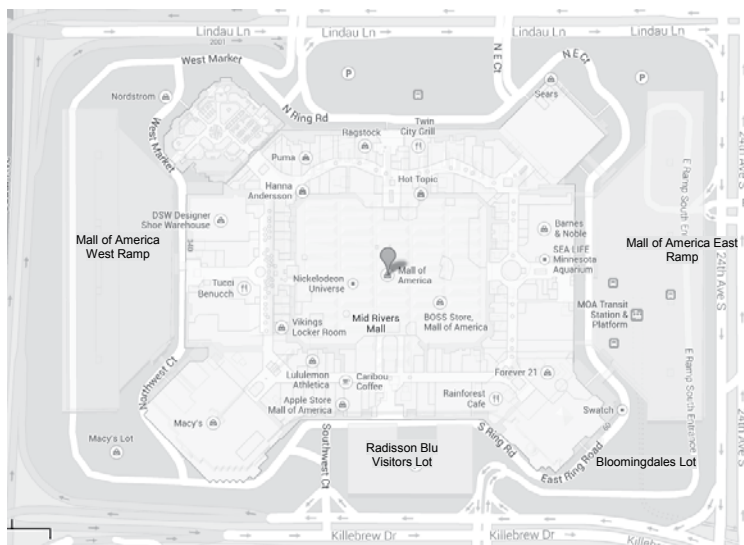 Lindau Ln
Lindau Ln
Lindau Ln
Lindau Ln
2001
West Market
N E Ct
N E Ct
P
P
Nordstrom
Sears
N Ring Rd
Twin
City Grill
Ragstock
West Market
Puma
Hot Topic
Hanna
Andersson
E Ramp South Entrance
24th Ave S
DSW Designer
Shoe Warehouse
Barnes
& Noble
Mall of America
West Ramp
Mall of America East
Ramp
SEA LIFE
Minnesota
Aquarium
Mall of
America
Nickelodeon
Universe
Tucci
Benucch
24th Ave S
MOA Transit
Station &
Platform
BOSS Store,
Mall of America
Mid Rivers
Mall
Vikings
Locker Room
Northwest Ct
Lululemon
Athletica
Caribou
Coffee
Forever 21
E Ramp South Entrance
Apple Store
Mall of America
Rainforest
Cafe
Swatch
24th Ave S
Macy's
Macy's Lot
S Ring Rd
Southwest Ct
Radisson Blu
Visitors Lot
East Ring Road
60
Bloomingdales Lot
Killebrew Dr
Killebrew Dr